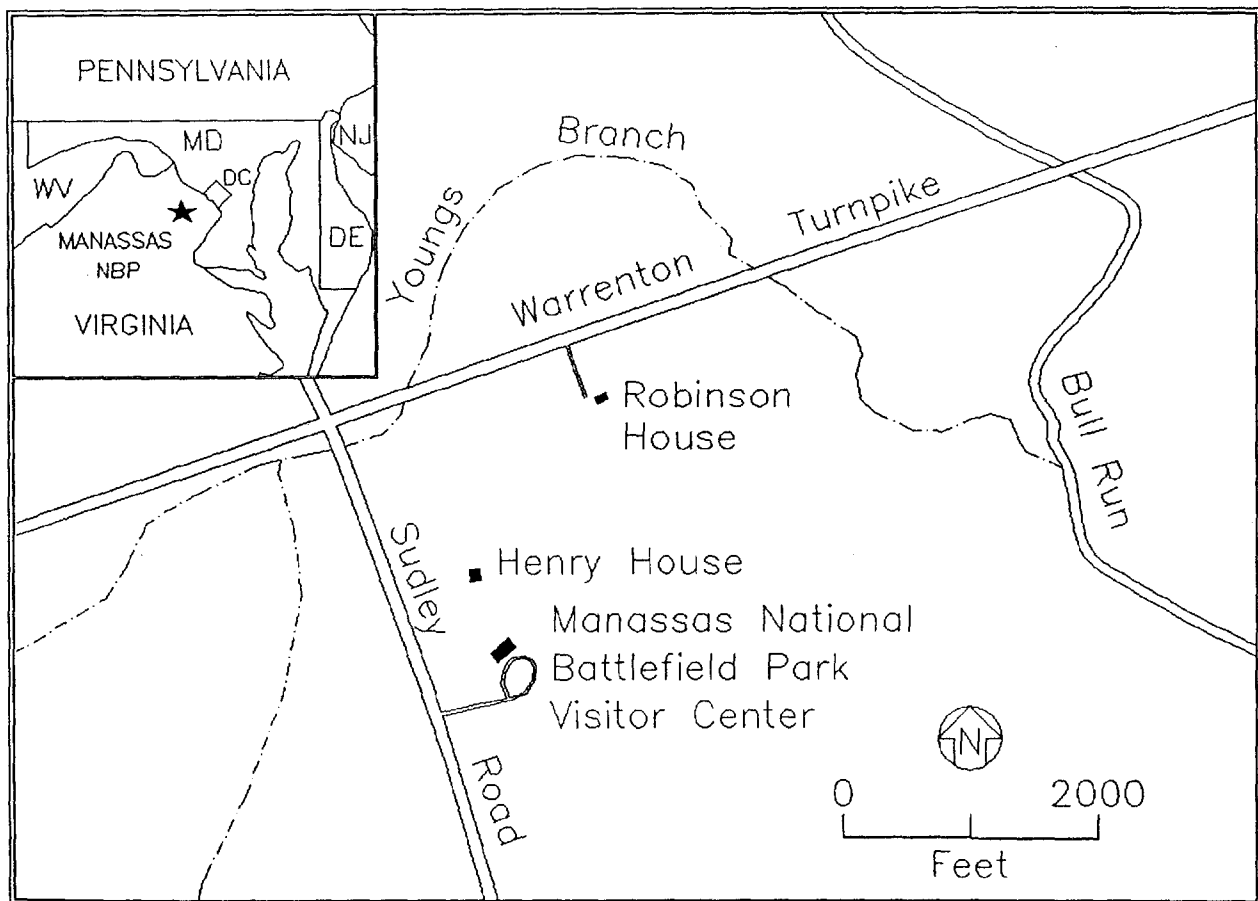 PENNSYLVANIA
MD
NJ
WV
DC
DE
MANASSAS
NBP
VIRGINIA
Youngs Branch
Warrenton Turnpike
Robinson
House
Bull Run
Sudley Road
Henry House
Manassas National
Battlefield Park
Visitor Center
N
0 2000
Feet